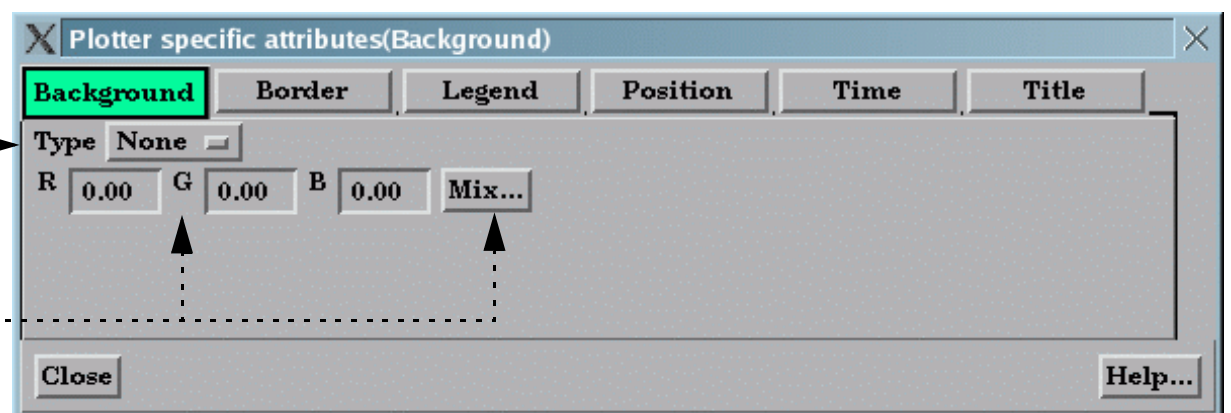 Plotter specific attributes(Background)
Background Border Legend Position Time Title
Type None
R 0.00 G 0.00 B 0.00 Mix...
Close Help...